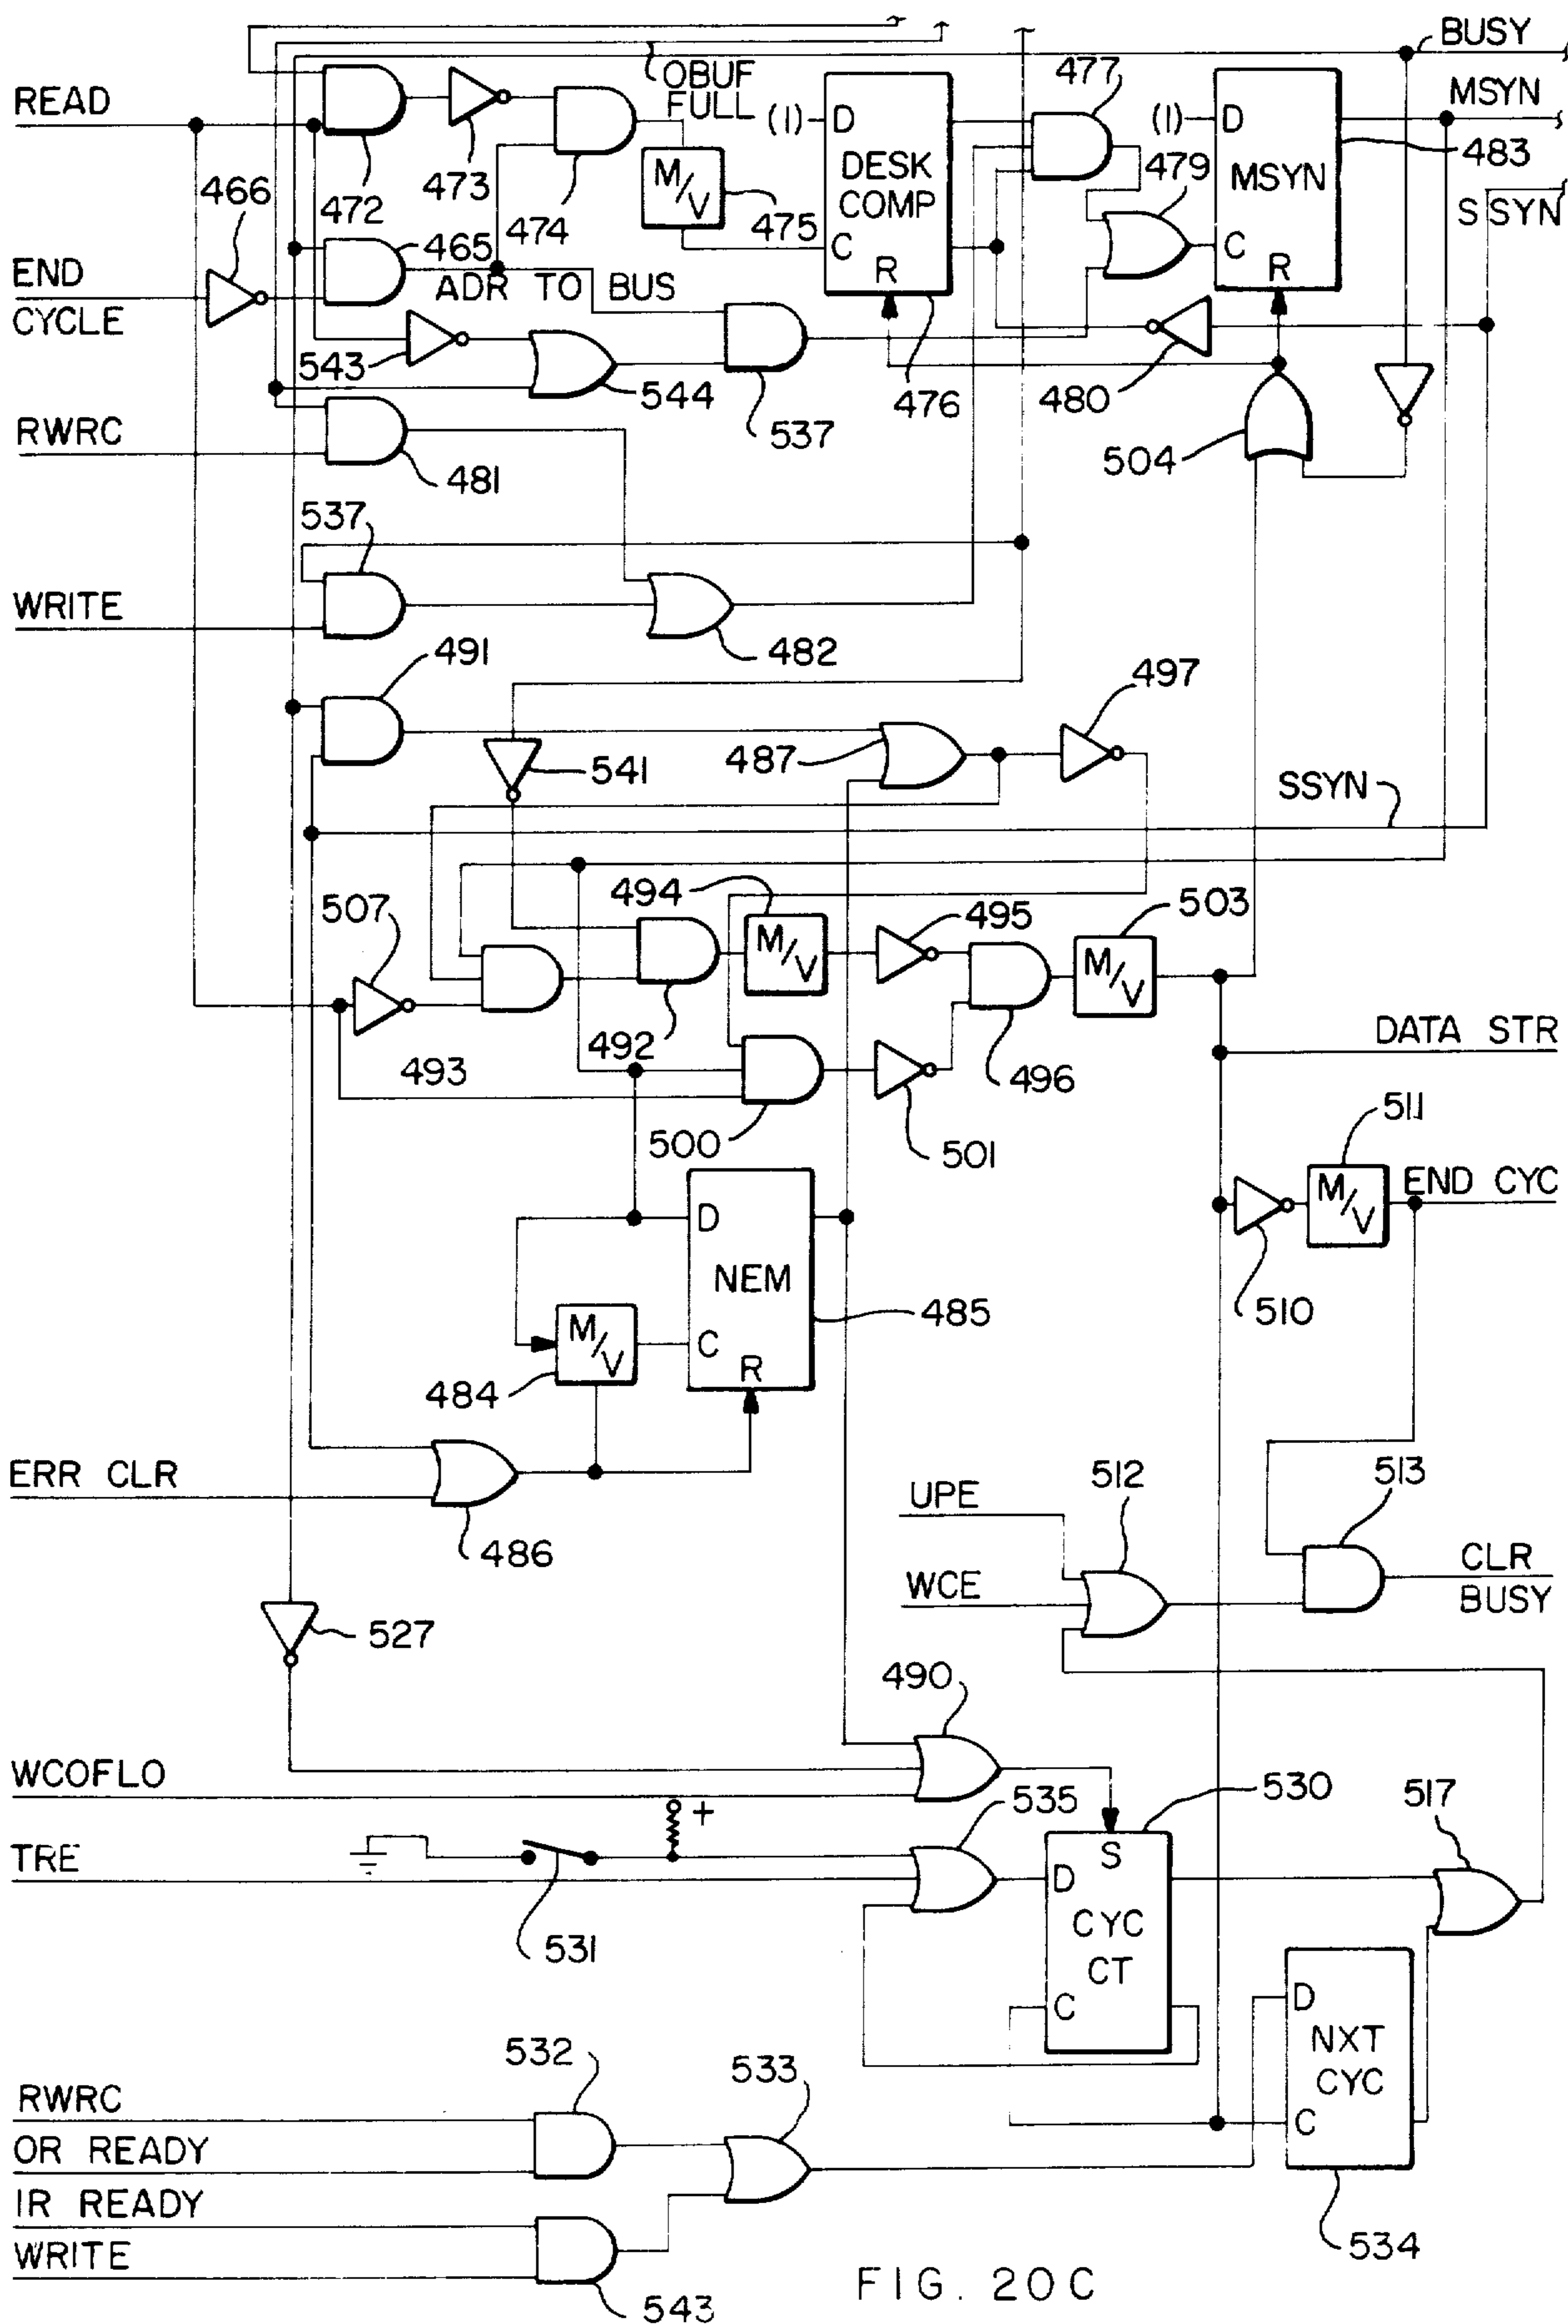 BUSY
OBUF
FULL
477
READ
MSYN
(1)
D
DESK
COMP
C
R
(1)
D
MSYN
C
R
483
472
473
474
M/V
475
479
S SYN
466
465
END
CYCLE
ADR TO BUS
543
544
537
476
480
504
RWRC
481
537
WRITE
482
491
497
541
487
SSYN
507
494
M/V
495
503
M/V
492
496
DATA STR
493
500
501
511
M/V
END CYC
510
D
NEM
C
R
485
M/V
484
ERR CLR
486
UPE
512
513
WCE
CLR
BUSY
527
490
WCOFLO
+
535
530
517
TRE
531
S
D
CYC
CT
C
D
NXT
CYC
C
534
RWRC
532
533
OR READY
IR READY
WRITE
543
FIG. 20C